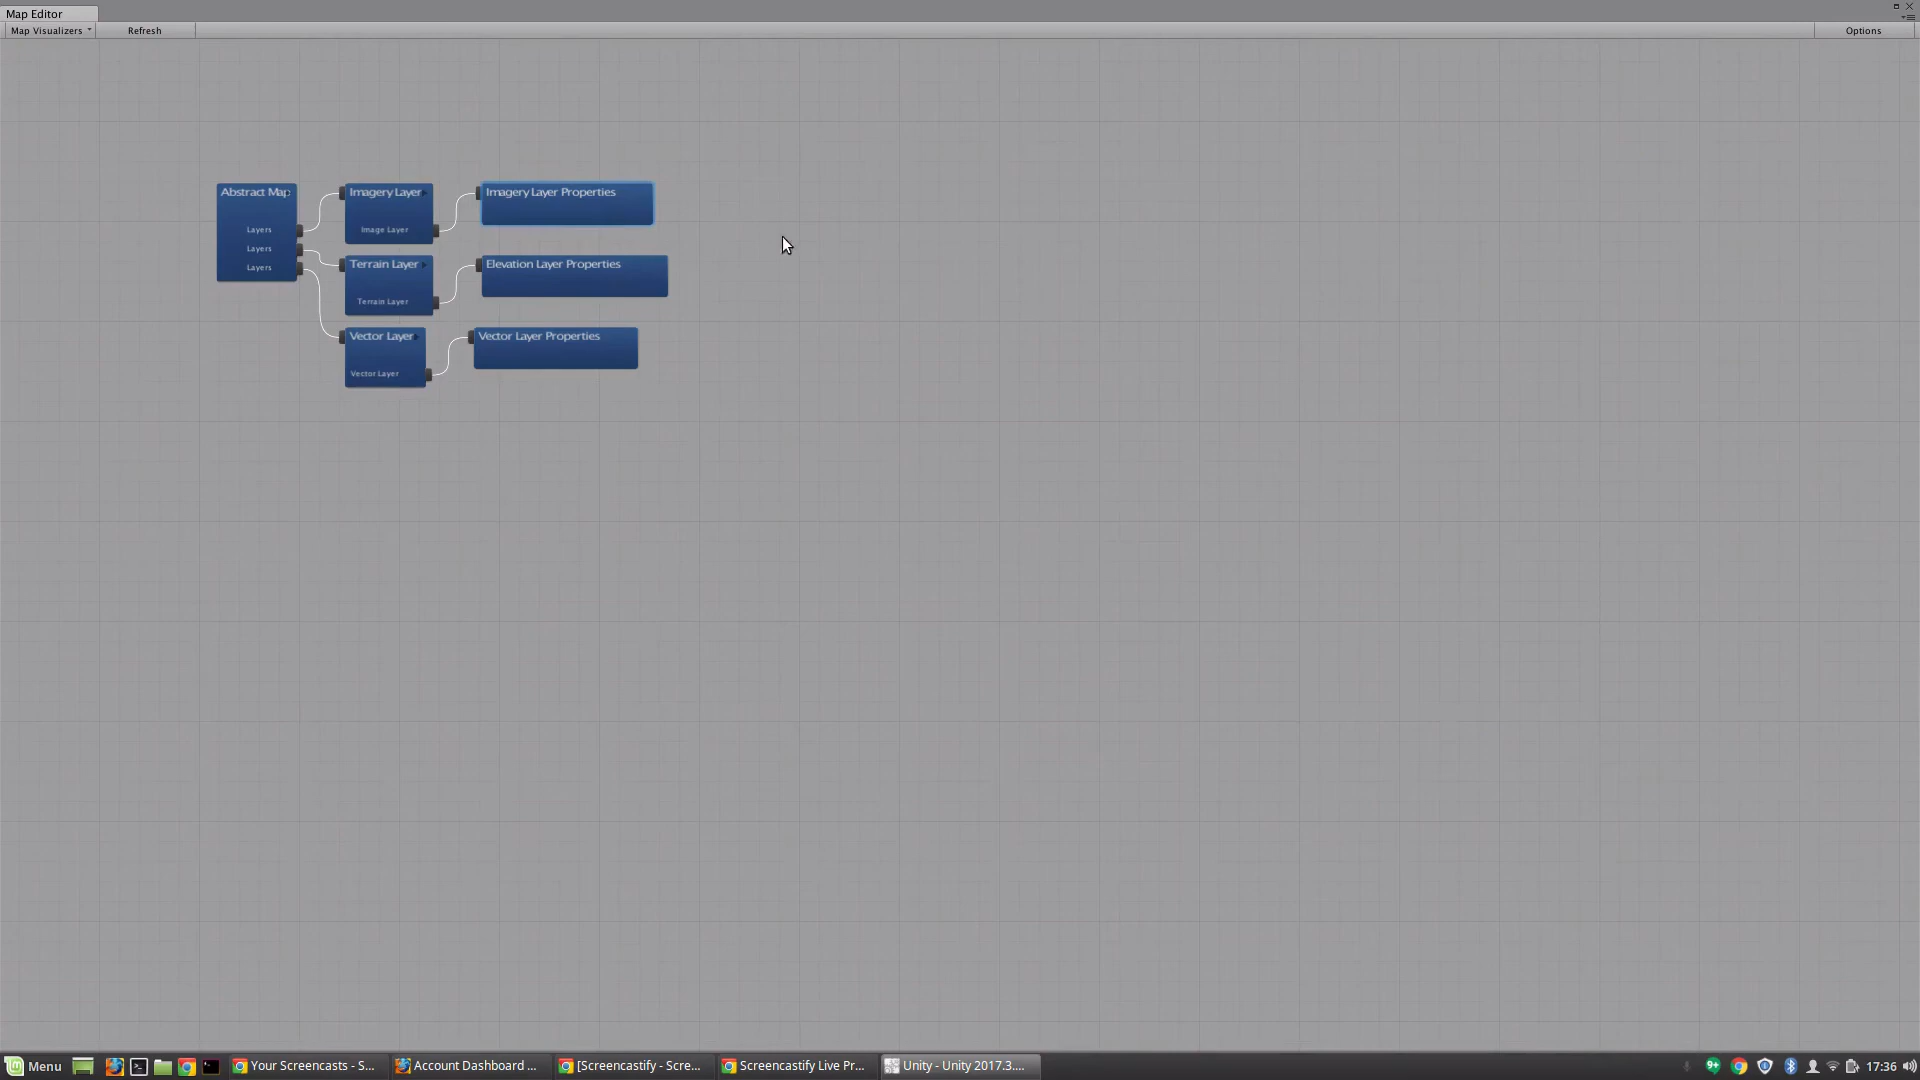 Map Editor
Map Visualizers
Refresh
Options
Abstract Map
Layers
Layers
Layers
Imagery Layer
Image Layer
Imagery Layer Properties
Terrain Layer
Terrain Layer
Elevation Layer Properties
Vector Layer
Vector Layer
Vector Layer Properties
Menu
Your Screencasts - S...
Account Dashboard ...
[Screencastify - Scre...
Screencastify Live Pr...
Unity - Unity 2017.3....
17:36